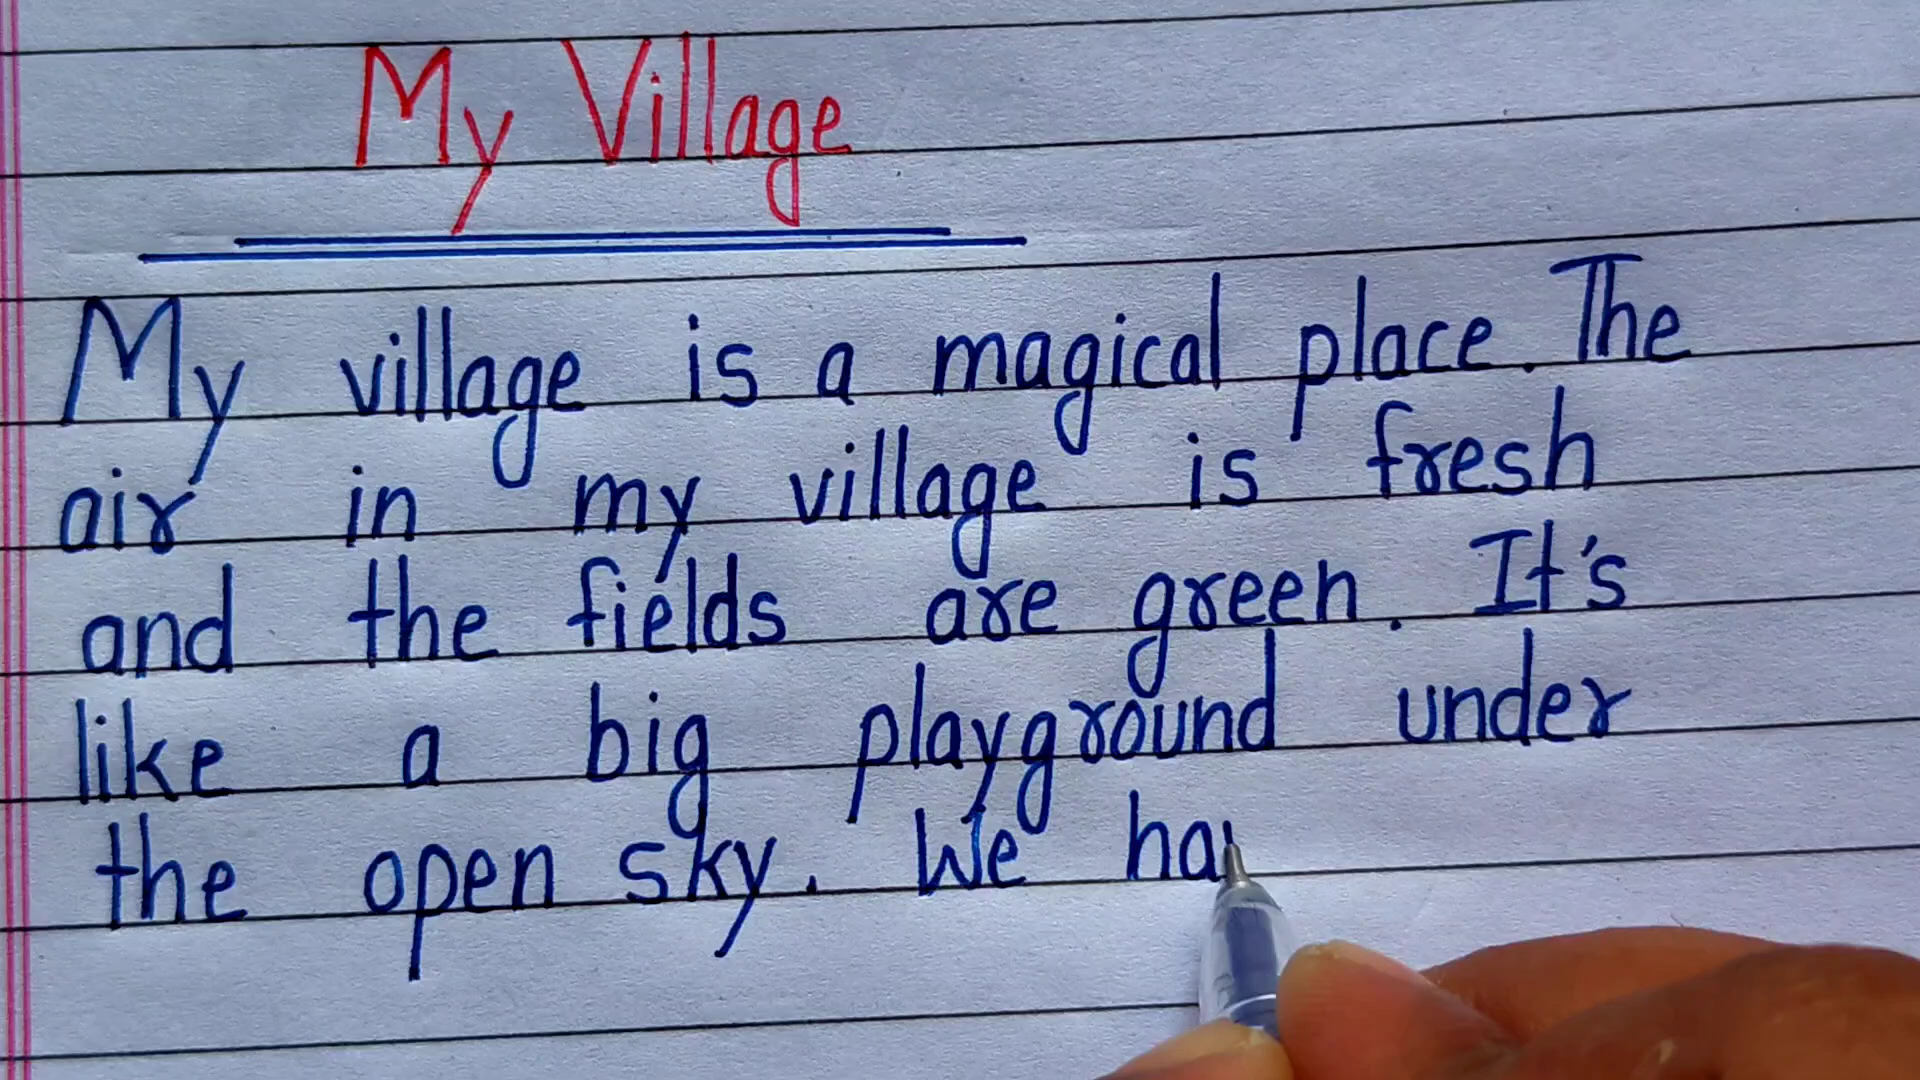 My Village
My village is a magical place. The
air in my village is fresh
and the fields are green. It's
like a big playground under
the open sky. We ha